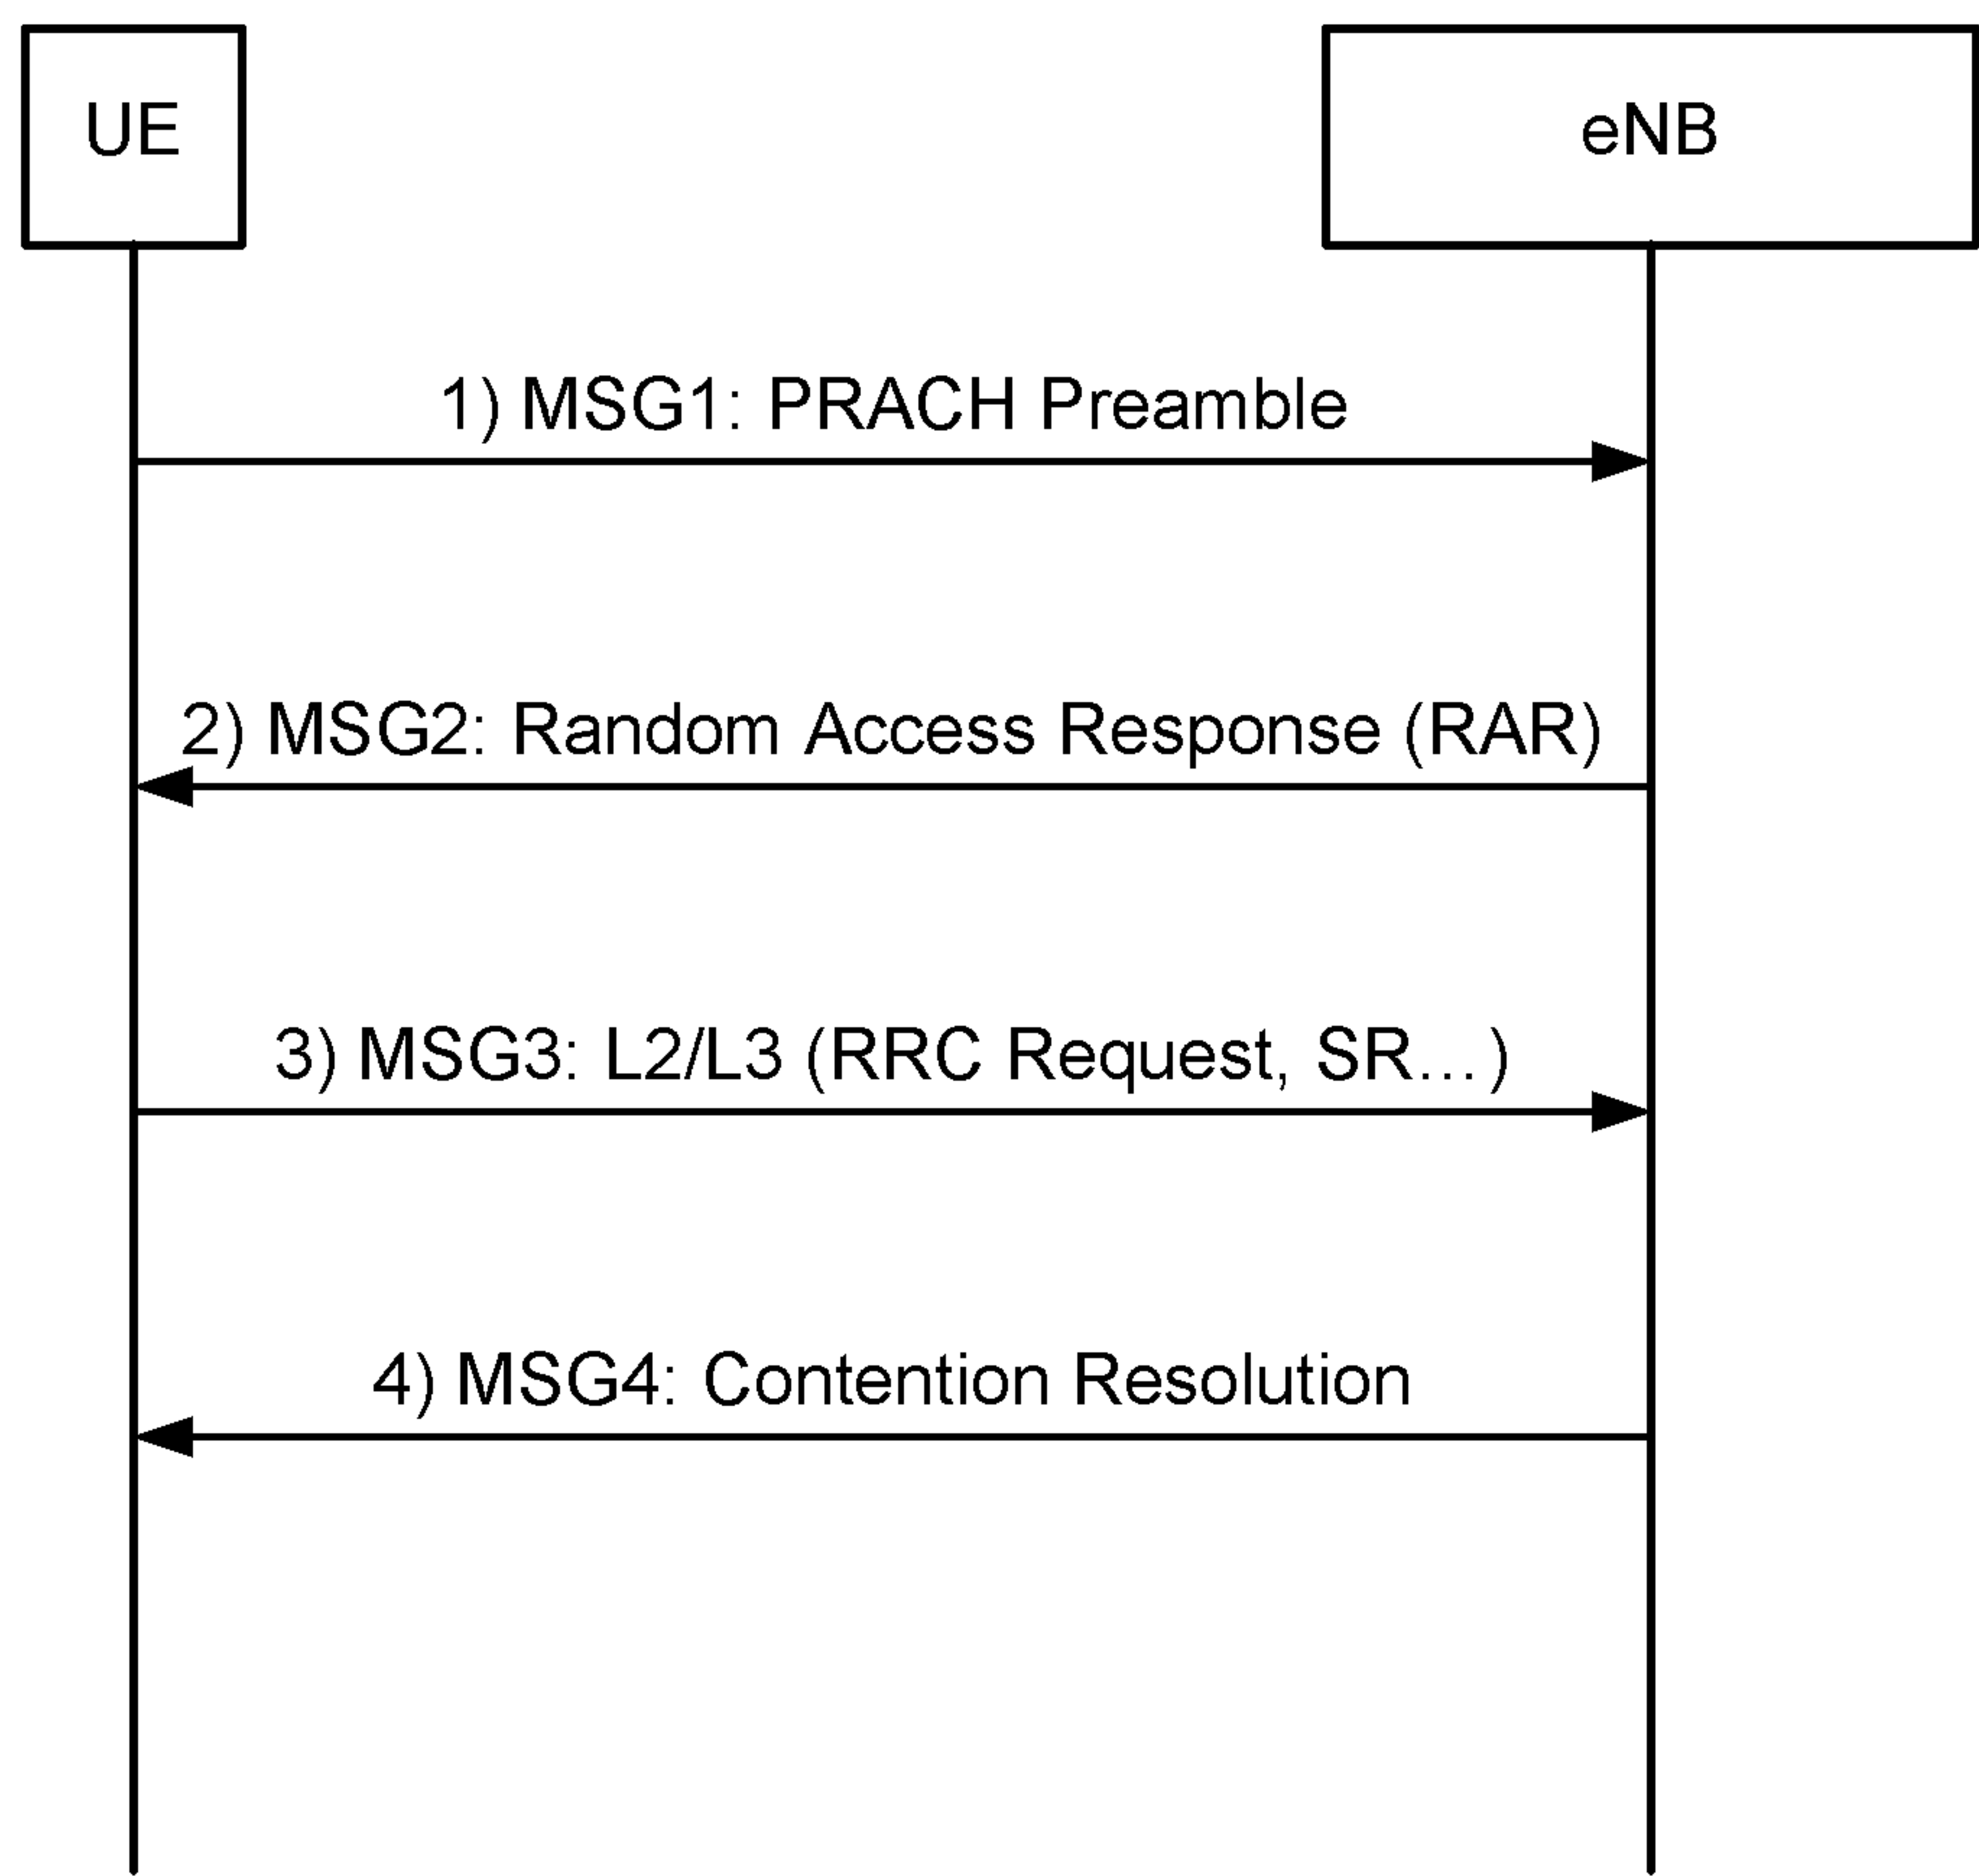 UE
eNB
1) MSG1: PRACH Preamble
2) MSG2: Random Access Response (RAR)
3) MSG3: L2/L3 (RRC Request, SR...)
4) MSG4: Contention Resolution